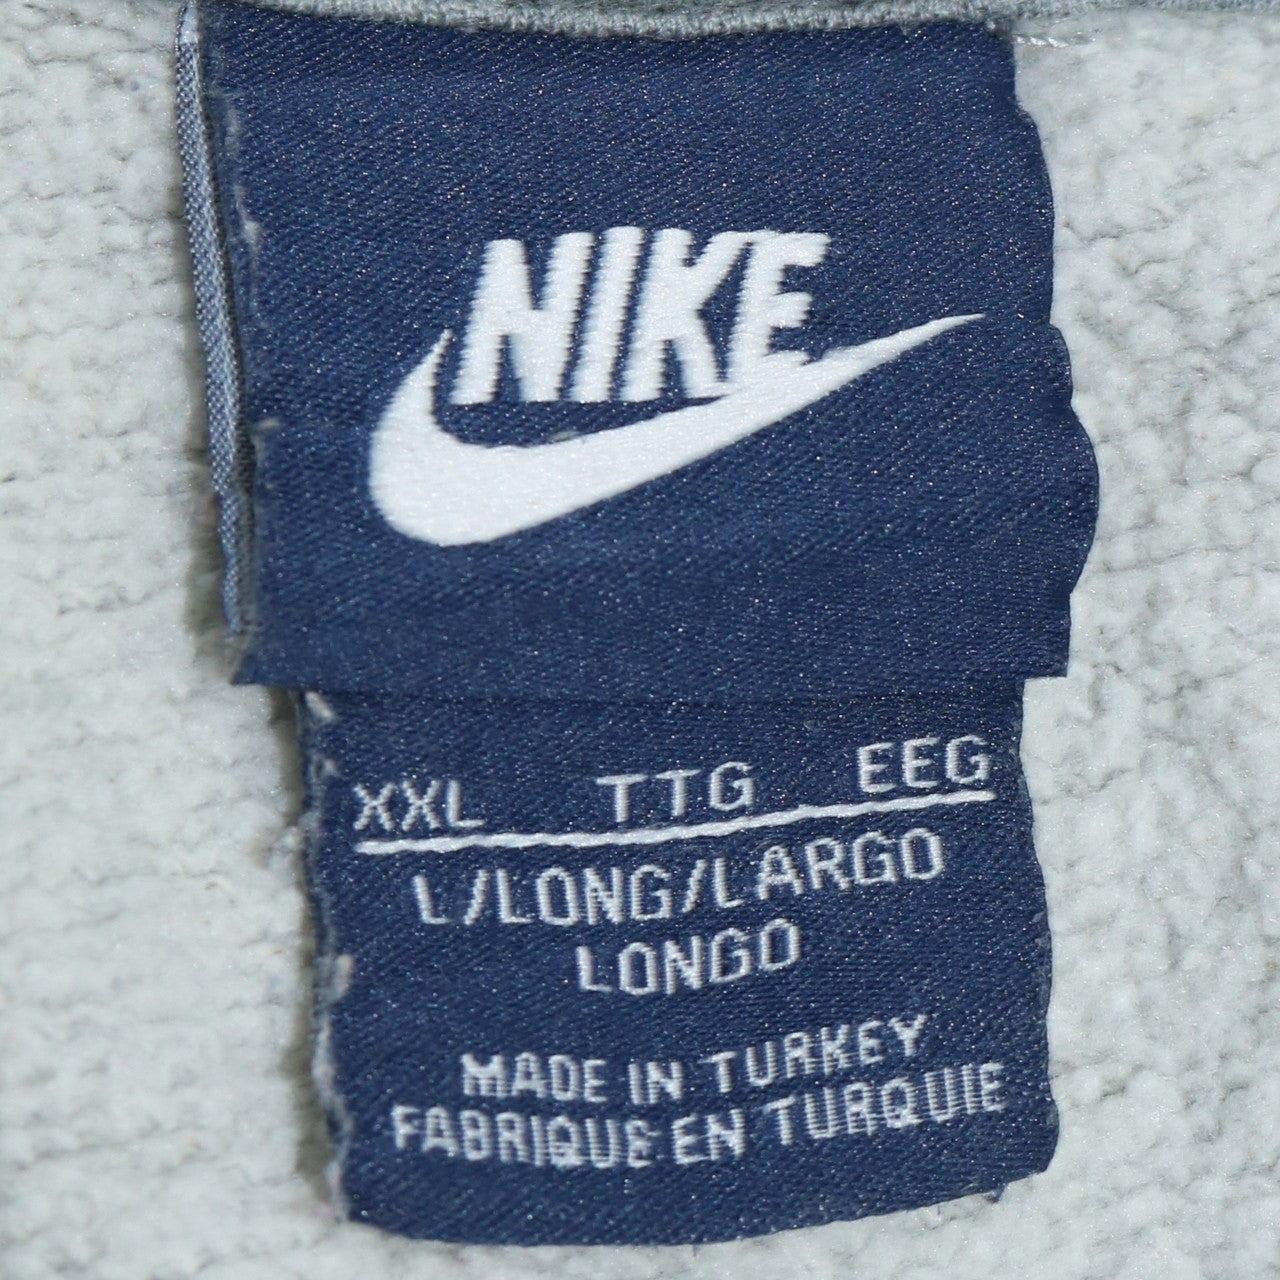 NIKE
XXL TTG EEG
L/LONG/LARGO
LONGO
MADE IN TURKEY
FABRIQUE EN TURQUIE